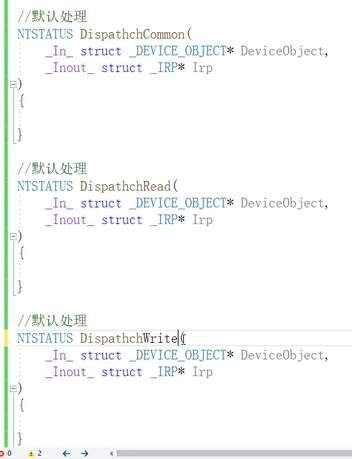 //默认处理
NTSTATUS DispathchCommon(
_In_ struct _DEVICE_OBJECT* DeviceObject,
_Inout_ struct _IRP* Irp
)
{
}
//默认处理
NTSTATUS DispathchRead(
_In_ struct _DEVICE_OBJECT* DeviceObject,
_Inout_ struct _IRP* Irp
)
{
}
//默认处理
NTSTATUS DispathchWrite(
_In_ struct _DEVICE_OBJECT* DeviceObject,
_Inout_ struct _IRP* Irp
)
{
}
0 2